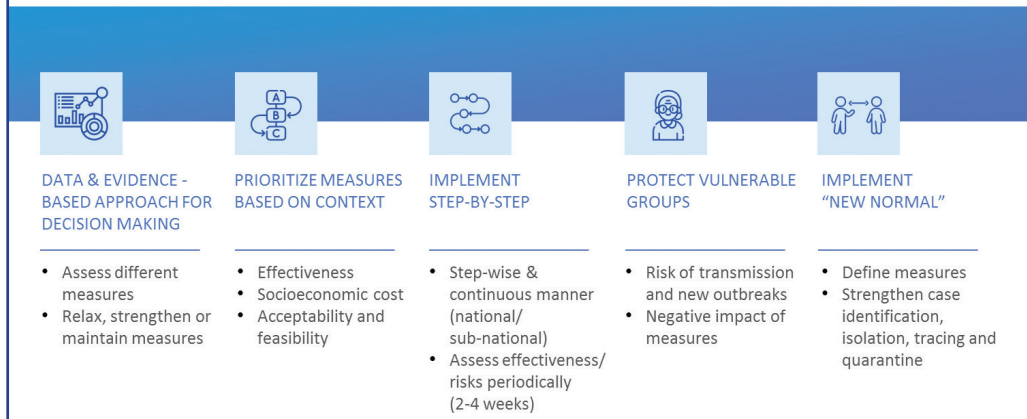 A
B
C
DATA & EVIDENCE -
BASED APPROACH FOR
DECISION MAKING
• Assess different
measures
• Relax, strengthen or
maintain measures
PRIORITIZE MEASURES
BASED ON CONTEXT
• Effectiveness
• Socioeconomic cost
• Acceptability and
feasibility
IMPLEMENT
STEP-BY-STEP
• Step-wise &
continuous manner
(national/
sub-national)
• Assess effectiveness/
risks periodically
(2-4 weeks)
PROTECT VULNERABLE
GROUPS
• Risk of transmission
and new outbreaks
• Negative impact of
measures
IMPLEMENT
“NEW NORMAL”
• Define measures
• Strengthen case
identification,
isolation, tracing and
quarantine